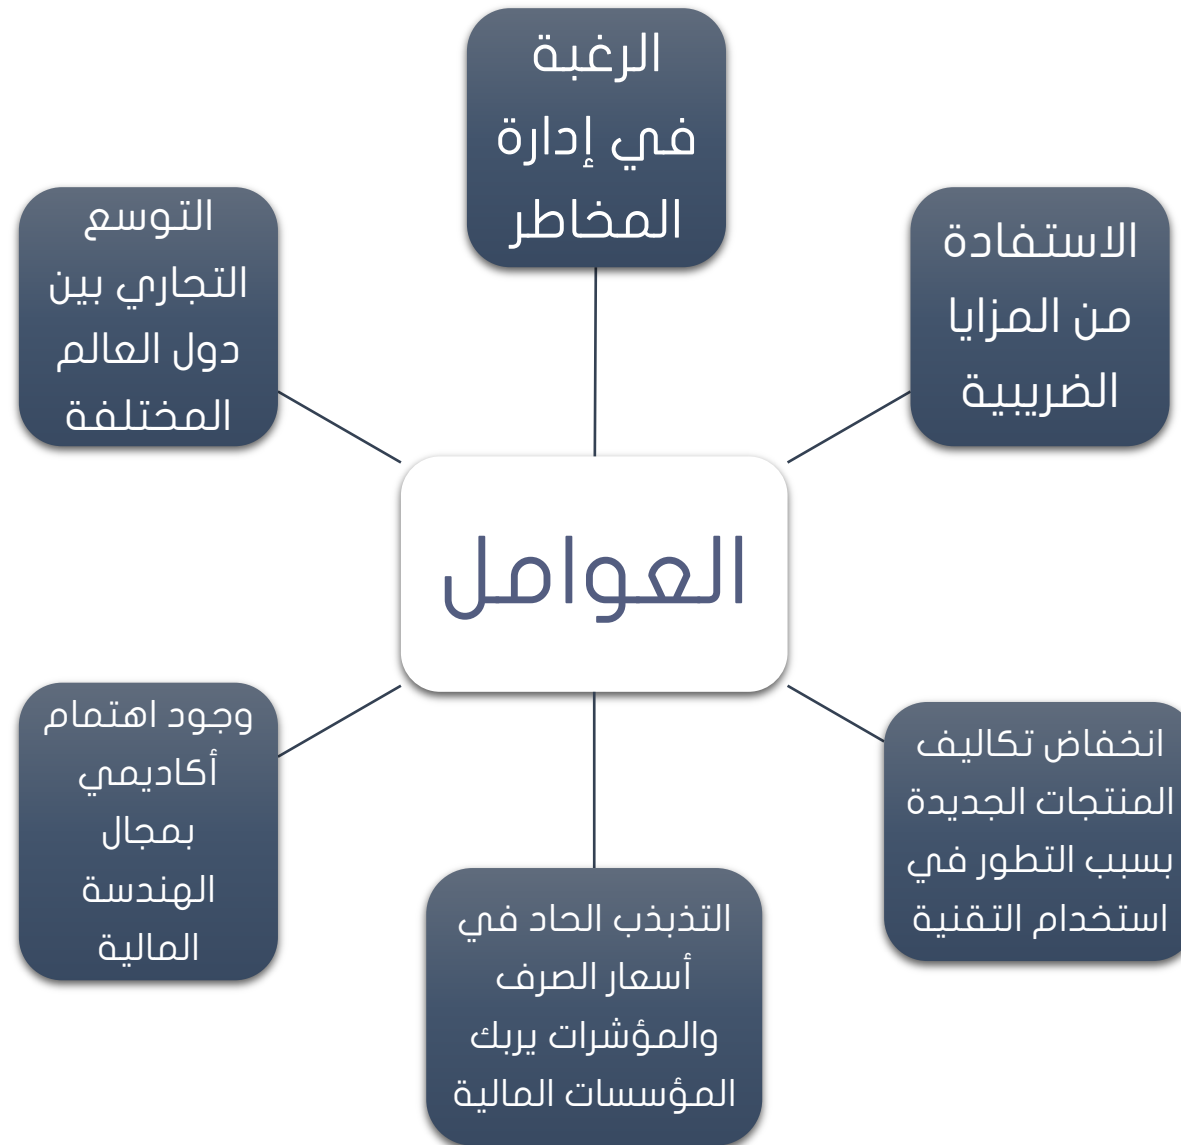 الرغبة
في إدارة
المخاطر
الاستفادة
من المزايا
الضريبية
التوسع
التجاري بين
دول العالم
المختلفة
العوامل
انخفاض تكاليف
المنتجات الجديدة
بسبب التطور في
استخدام التقنية
وجود اهتمام
أكاديمي
بمجال
الهندسة
المالية
التذبذب الحاد في
أسعار الصرف
والمؤشرات يربك
المؤسسات المالية